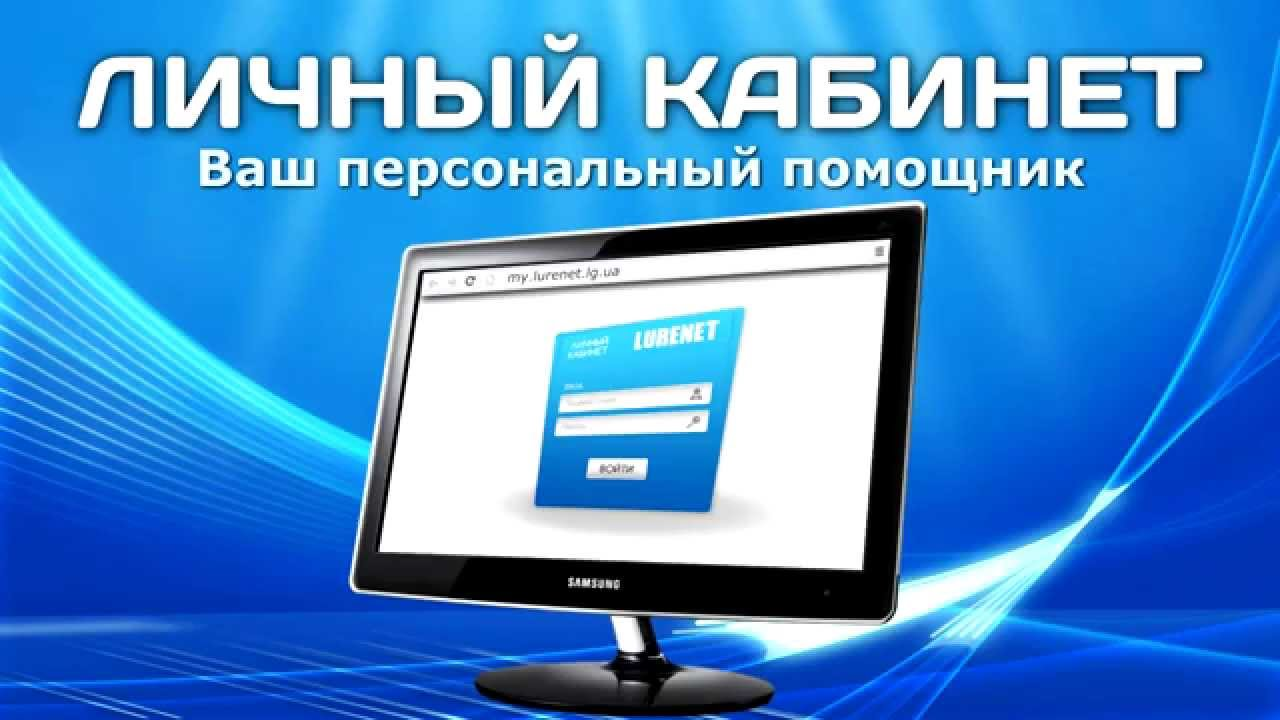 ЛИЧНЫЙ КАБИНЕТ
Ваш персональный помощник
my.lurenet.lg.ua
ЛИЧНЫЙ
КАБИНЕТ
LURENET
ВОЙТИ
SAMSUNG